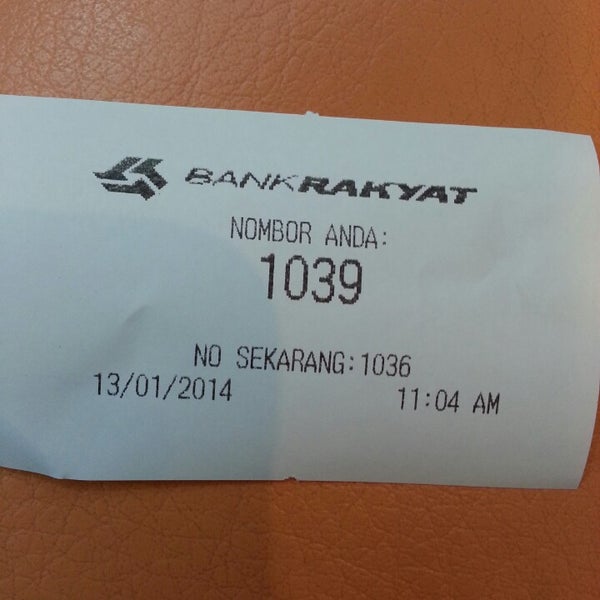 BANKRAKYAT
NOMBOR ANDA:
1039
NO SEKARANG:1036
13/01/2014 11:04 AM